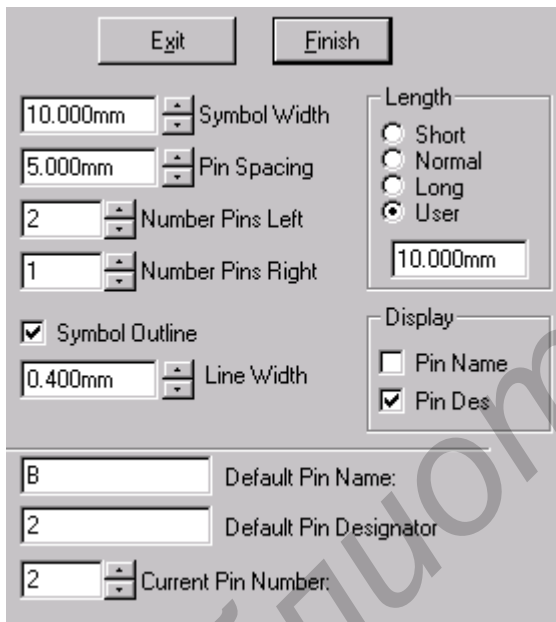 Exit Finish
10.000mm Symbol Width
5.000mm Pin Spacing
2 Number Pins Left
1 Number Pins Right
Symbol Outline
0.400mm Line Width
Length
Short
Normal
Long
User
10.000mm
Display
Pin Name
Pin Des
B Default Pin Name:
2 Default Pin Designator
2 Current Pin Number: